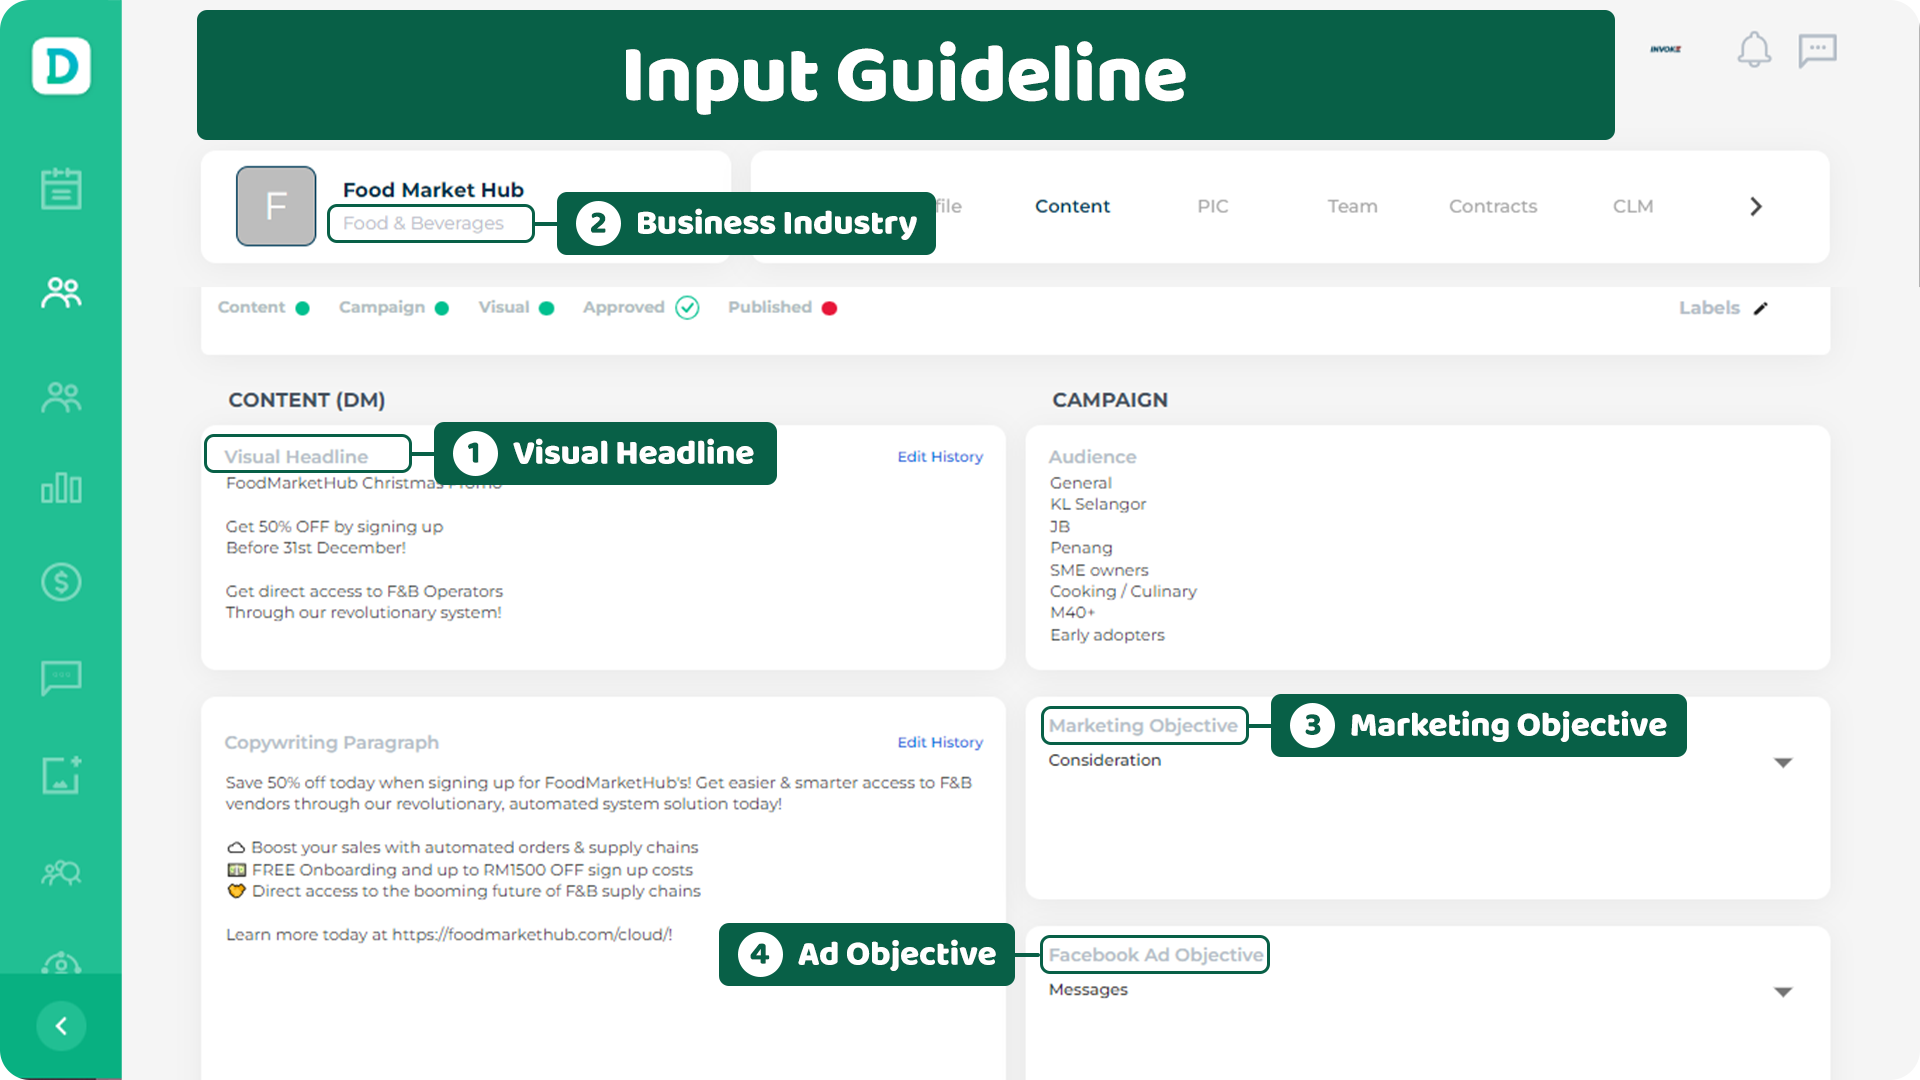 Input Guideline
INVOKE
D
F
Food Market Hub
Food & Beverages
2 Business Industry
file
Content
PIC
Team
Contracts
CLM
Content
Campaign
Visual
Approved
Published
Labels
CONTENT (DM)
Visual Headline
1 Visual Headline
Edit History
FoodMarketHub Christmas Promo
Get 50% OFF by signing up
Before 31st December!
Get direct access to F&B Operators
Through our revolutionary system!
CAMPAIGN
Audience
General
KL Selangor
JB
Penang
SME owners
Cooking / Culinary
M40+
Early adopters
Copywriting Paragraph
Edit History
Save 50% off today when signing up for FoodMarketHub's! Get easier & smarter access to F&B
vendors through our revolutionary, automated system solution today!
Boost your sales with automated orders & supply chains
FREE Onboarding and up to RM1500 OFF sign up costs
Direct access to the booming future of F&B suply chains
Learn more today at https://foodmarkethub.com/cloud/!
Marketing Objective
3 Marketing Objective
Consideration
4 Ad Objective
Facebook Ad Objective
Messages